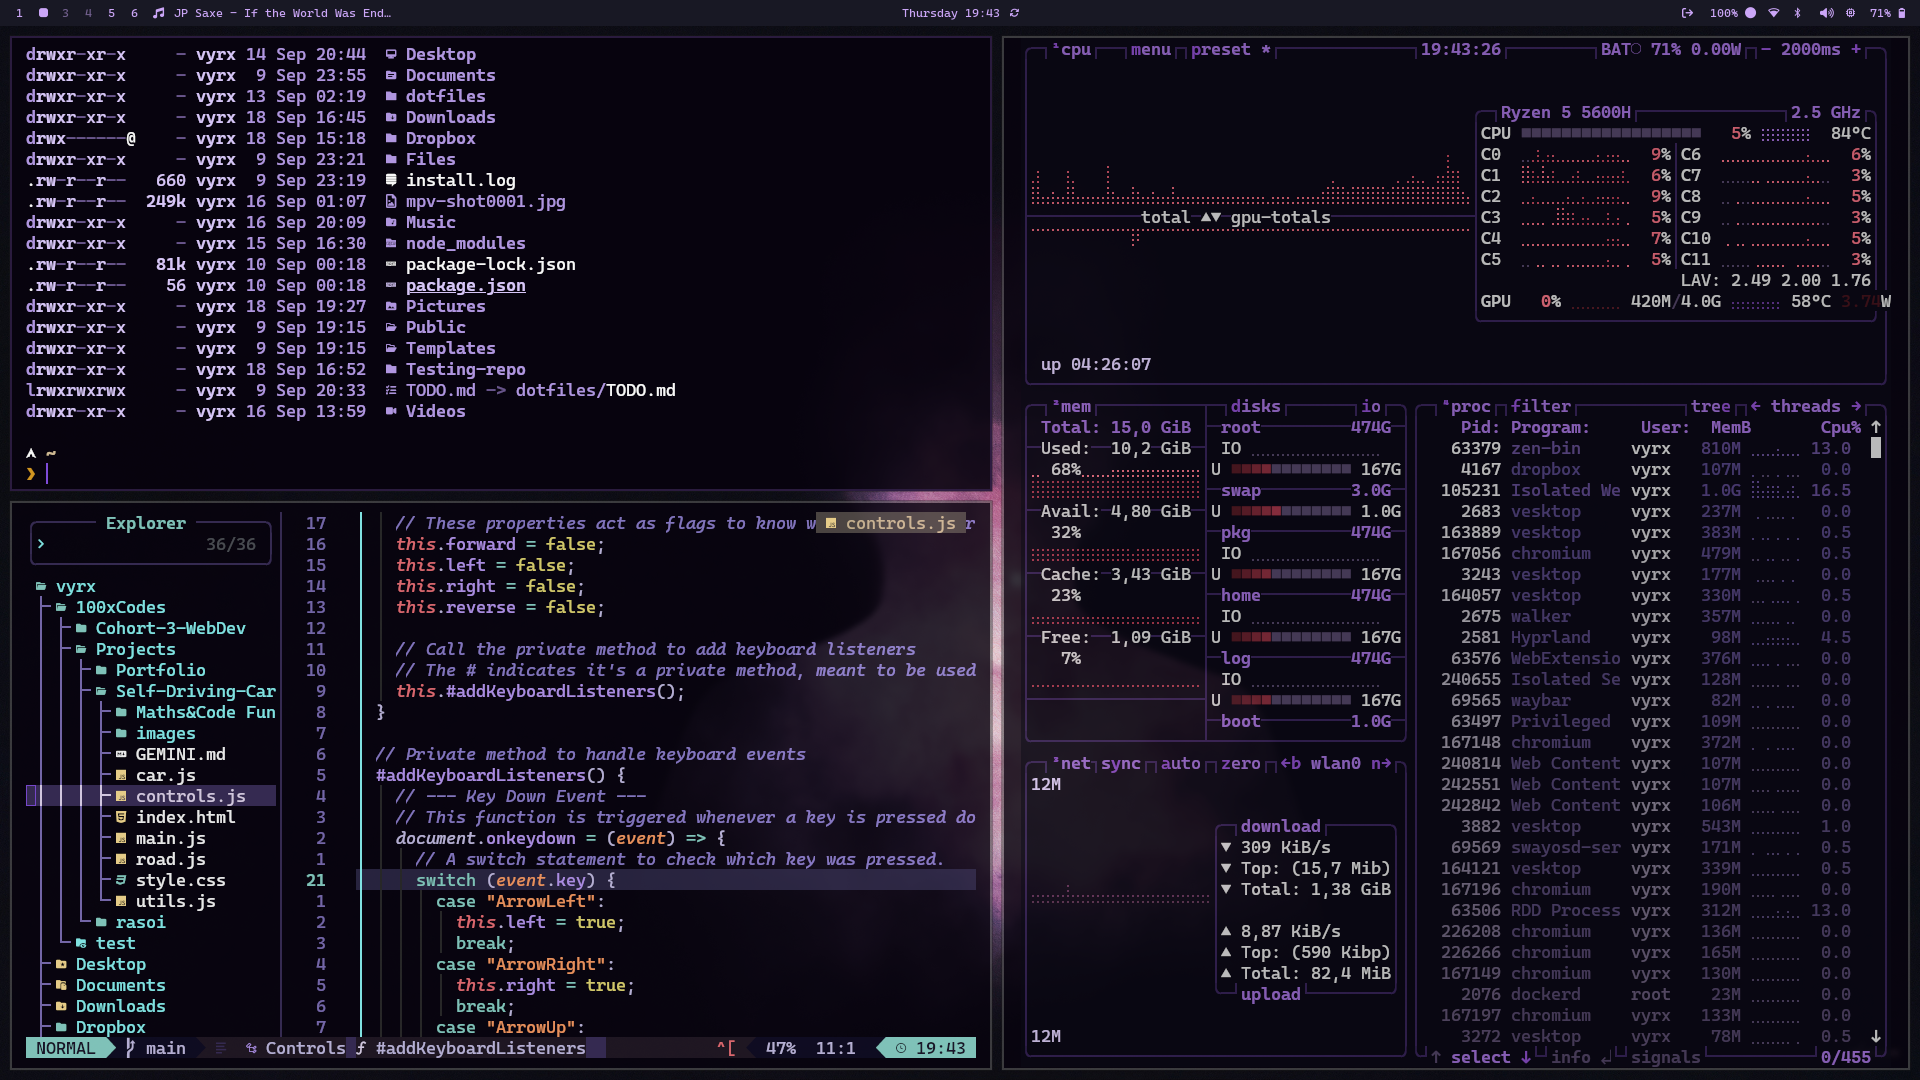 1 3 4 5 6 JP Saxe - If the World Was End…
Thursday 19:43
100% 71%
drwxr-xr-x - vyrx 14 Sep 20:44 Desktop
drwxr-xr-x - vyrx 9 Sep 23:55 Documents
drwxr-xr-x - vyrx 13 Sep 02:19 dotfiles
drwxr-xr-x - vyrx 18 Sep 16:45 Downloads
drwx------@ - vyrx 18 Sep 15:18 Dropbox
drwxr-xr-x - vyrx 9 Sep 23:21 Files
.rw-r--r-- 660 vyrx 9 Sep 23:19 install.log
.rw-r--r-- 249k vyrx 16 Sep 01:07 mpv-shot0001.jpg
drwxr-xr-x - vyrx 16 Sep 20:09 Music
drwxr-xr-x - vyrx 15 Sep 16:30 node_modules
.rw-r--r-- 81k vyrx 10 Sep 00:18 package-lock.json
.rw-r--r-- 56 vyrx 10 Sep 00:18 package.json
drwxr-xr-x - vyrx 18 Sep 19:27 Pictures
drwxr-xr-x - vyrx 9 Sep 19:15 Public
drwxr-xr-x - vyrx 9 Sep 19:15 Templates
drwxr-xr-x - vyrx 18 Sep 16:52 Testing-repo
lrwxrwxrwx - vyrx 9 Sep 20:33 TODO.md -> dotfiles/TODO.md
drwxr-xr-x - vyrx 16 Sep 13:59 Videos
~
❯
Explorer
> 36/36
vyrx
100xCodes
Cohort-3-WebDev
Projects
Portfolio
Self-Driving-Car
Maths&Code Fun
images
GEMINI.md
car.js
controls.js
index.html
main.js
road.js
style.css
utils.js
rasoi
test
Desktop
Documents
Downloads
Dropbox
controls.js
17 // These properties act as flags to know w r
16 this.forward = false;
15 this.left = false;
14 this.right = false;
13 this.reverse = false;
12
11 // Call the private method to add keyboard listeners
10 // The # indicates it's a private method, meant to be used
9 this.#addKeyboardListeners();
8 }
7
6 // Private method to handle keyboard events
5 #addKeyboardListeners() {
4 // --- Key Down Event ---
3 // This function is triggered whenever a key is pressed do
2 document.onkeydown = (event) => {
1 // A switch statement to check which key was pressed.
21 switch (event.key) {
1 case "ArrowLeft":
2 this.left = true;
3 break;
4 case "ArrowRight":
5 this.right = true;
6 break;
7 case "ArrowUp":
NORMAL main Controls ƒ #addKeyboardListeners ^[ 47% 11:1 19:43
¹cpu menu preset * 19:43:26 BAT 71% 0.00W - 2000ms +
Ryzen 5 5600H 2.5 GHz
CPU 5% 84°C
C0 9% C6 6%
C1 6% C7 3%
C2 9% C8 5%
C3 5% C9 3%
C4 7% C10 5%
C5 5% C11 3%
LAV: 2.49 2.00 1.76
GPU 0% 420M/4.0G 58°C 3.74W
total ▲▼ gpu-totals
up 04:26:07
²mem
Total: 15,0 GiB
Used: 10,2 GiB
68%
Avail: 4,80 GiB
32%
Cache: 3,43 GiB
23%
Free: 1,09 GiB
7%
disks io
root 474G
IO
U 167G
swap 3.0G
U 1.0G
pkg 474G
IO
U 167G
home 474G
IO
U 167G
log 474G
IO
U 167G
boot 1.0G
³net sync auto zero ←b wlan0 n→
12M
download
▼ 309 KiB/s
▼ Top: (15,7 Mib)
▼ Total: 1,38 GiB
▲ 8,87 KiB/s
▲ Top: (590 Kibp)
▲ Total: 82,4 MiB
upload
12M
⁴proc filter tree ← threads →
Pid: Program: User: MemB Cpu% ↑
63379 zen-bin vyrx 810M 13.0
4167 dropbox vyrx 107M 0.0
105231 Isolated We vyrx 1.0G 16.5
2683 vesktop vyrx 237M 0.0
163889 vesktop vyrx 383M 0.5
167056 chromium vyrx 479M 0.0
3243 vesktop vyrx 177M 0.0
164057 vesktop vyrx 330M 0.5
2675 walker vyrx 357M 0.0
2581 Hyprland vyrx 98M 4.5
63576 WebExtensio vyrx 376M 0.0
240655 Isolated Se vyrx 128M 0.0
69565 waybar vyrx 82M 0.0
63497 Privileged vyrx 109M 0.0
167148 chromium vyrx 372M 0.0
240814 Web Content vyrx 107M 0.0
242551 Web Content vyrx 107M 0.0
242842 Web Content vyrx 106M 0.0
3882 vesktop vyrx 543M 1.0
69569 swayosd-ser vyrx 171M 0.5
164121 vesktop vyrx 339M 0.5
167196 chromium vyrx 190M 0.0
63506 RDD Process vyrx 312M 13.0
226208 chromium vyrx 136M 0.0
226266 chromium vyrx 165M 0.0
167149 chromium vyrx 130M 0.0
2076 dockerd root 23M 0.0
167197 chromium vyrx 133M 0.0
3272 vesktop vyrx 78M 0.5 ↓
↑ select ↓ info ↲ signals 0/455